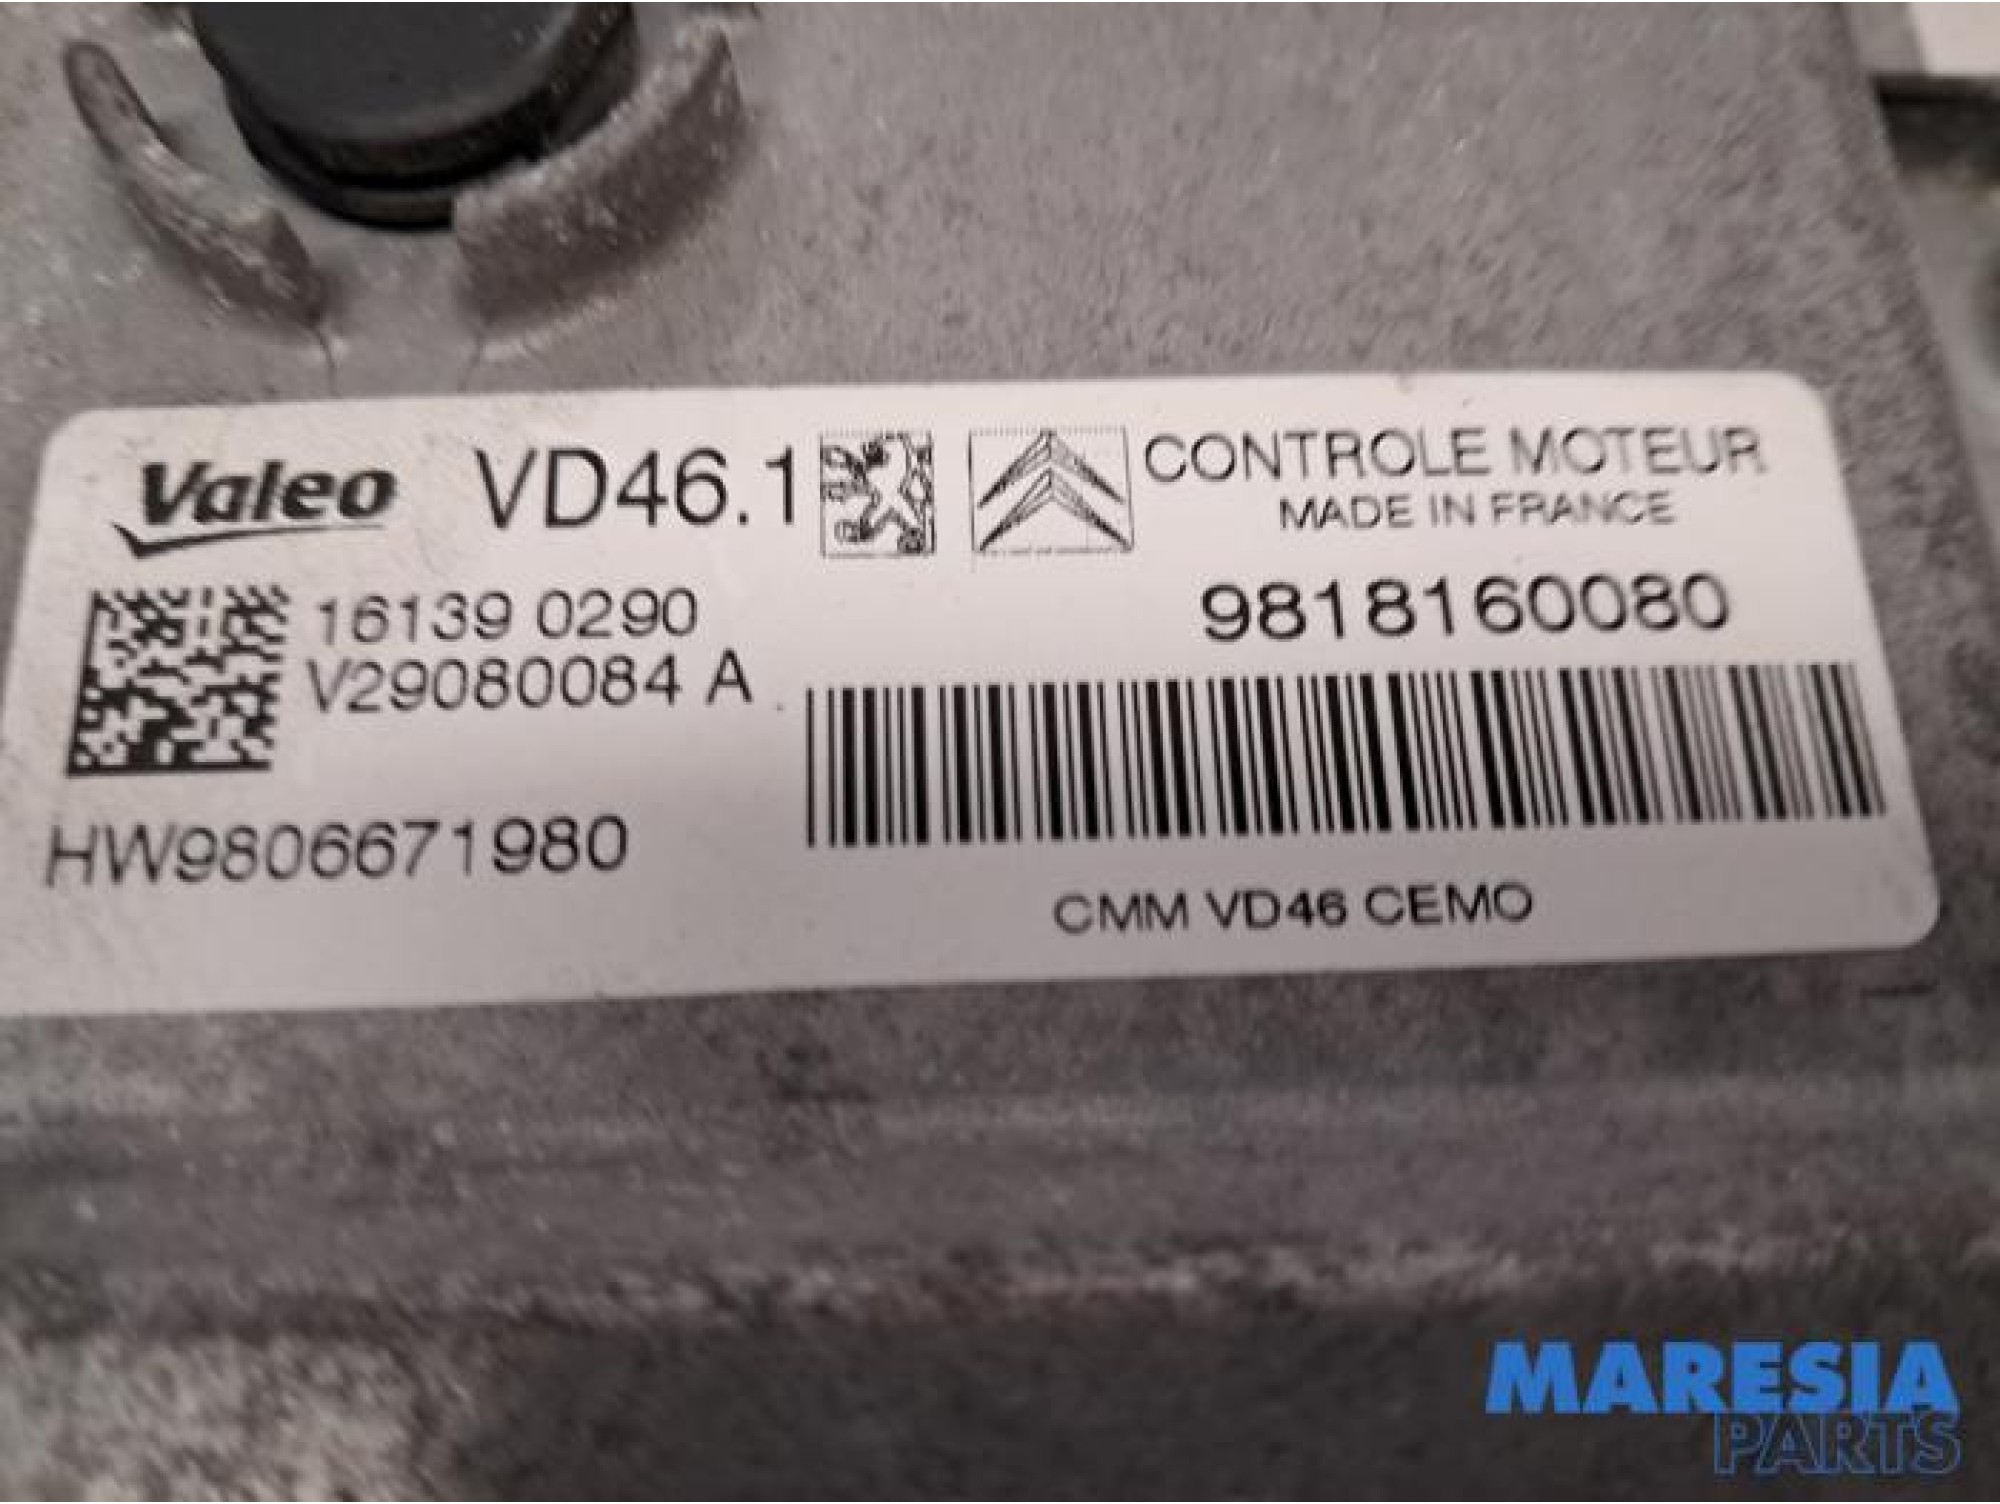 Valeo VD46.1 CONTROLE MOTEUR
MADE IN FRANCE
16139 0290
V29080084 A
9818160080
HW9806671980
CMM VD46 CEMO
MARESIA
PARTS